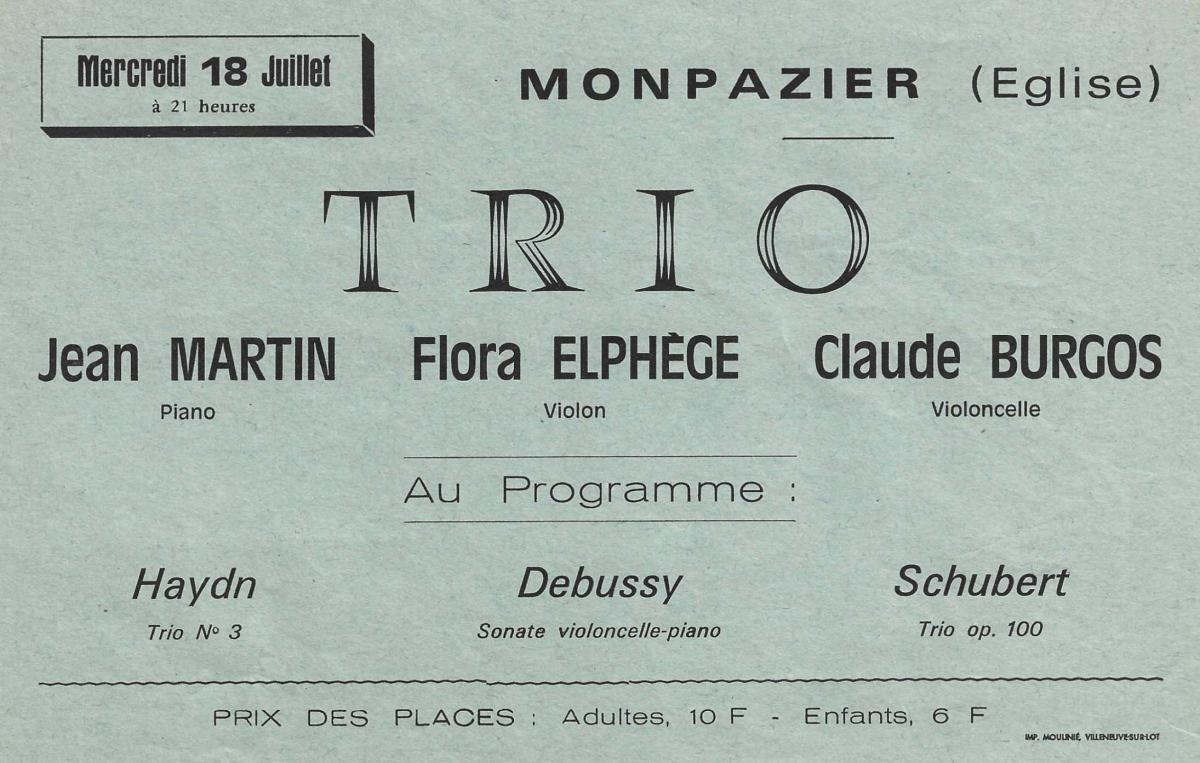 Mercredi 18 Juillet
à 21 heures
MONPAZIER (Eglise)
TRIO
Jean MARTIN
Piano
Flora ELPHÈGE
Violon
Claude BURGOS
Violoncelle
Au Programme :
Haydn
Trio Nº 3
Debussy
Sonate violoncelle-piano
Schubert
Trio op. 100
PRIX DES PLACES : Adultes, 10 F - Enfants, 6 F
IMP. MOULINIÉ, VILLENEUVE-SUR-LOT